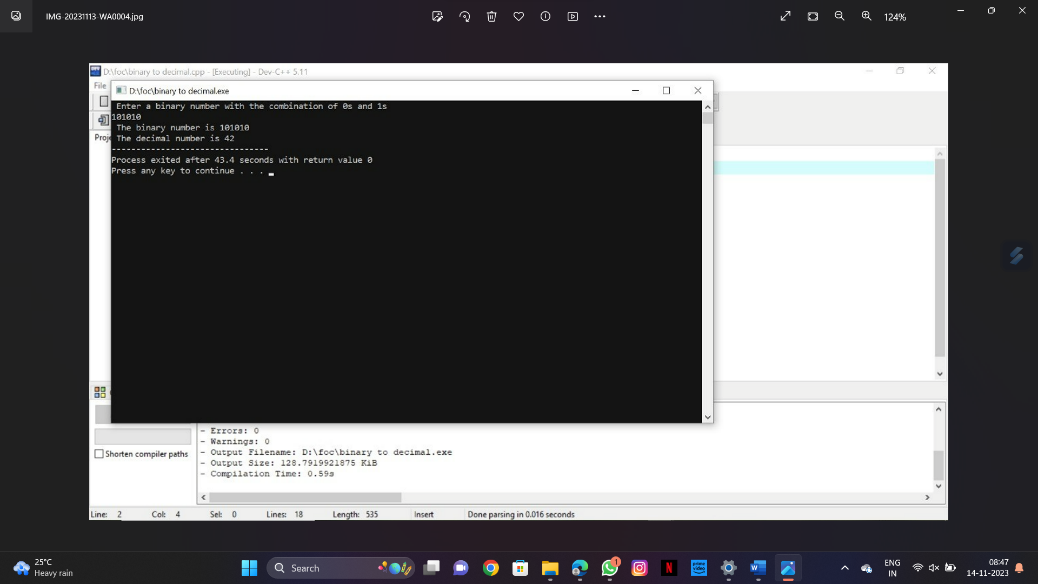 IMG 20231113 WA0004.jpg
124%
D:\foc\binary to decimal.cpp - [Executing] - Dev-C++ 5.11
File
D:\foc\binary to decimal.exe
Enter a binary number with the combination of 0s and 1s
101010
The binary number is 101010
The decimal number is 42
--------------------------------
Process exited after 43.4 seconds with return value 0
Press any key to continue . . .
Proje
- Errors: 0
- Warnings: 0
- Output Filename: D:\foc\binary to decimal.exe
- Output Size: 128.7919921875 KiB
- Compilation Time: 0.59s
Shorten compiler paths
Line: 2 Col: 4 Sel: 0 Lines: 18 Length: 535 Insert Done parsing in 0.016 seconds
25°C
Heavy rain
Search
prime video
1
ENG
IN
08:47
14-11-2023